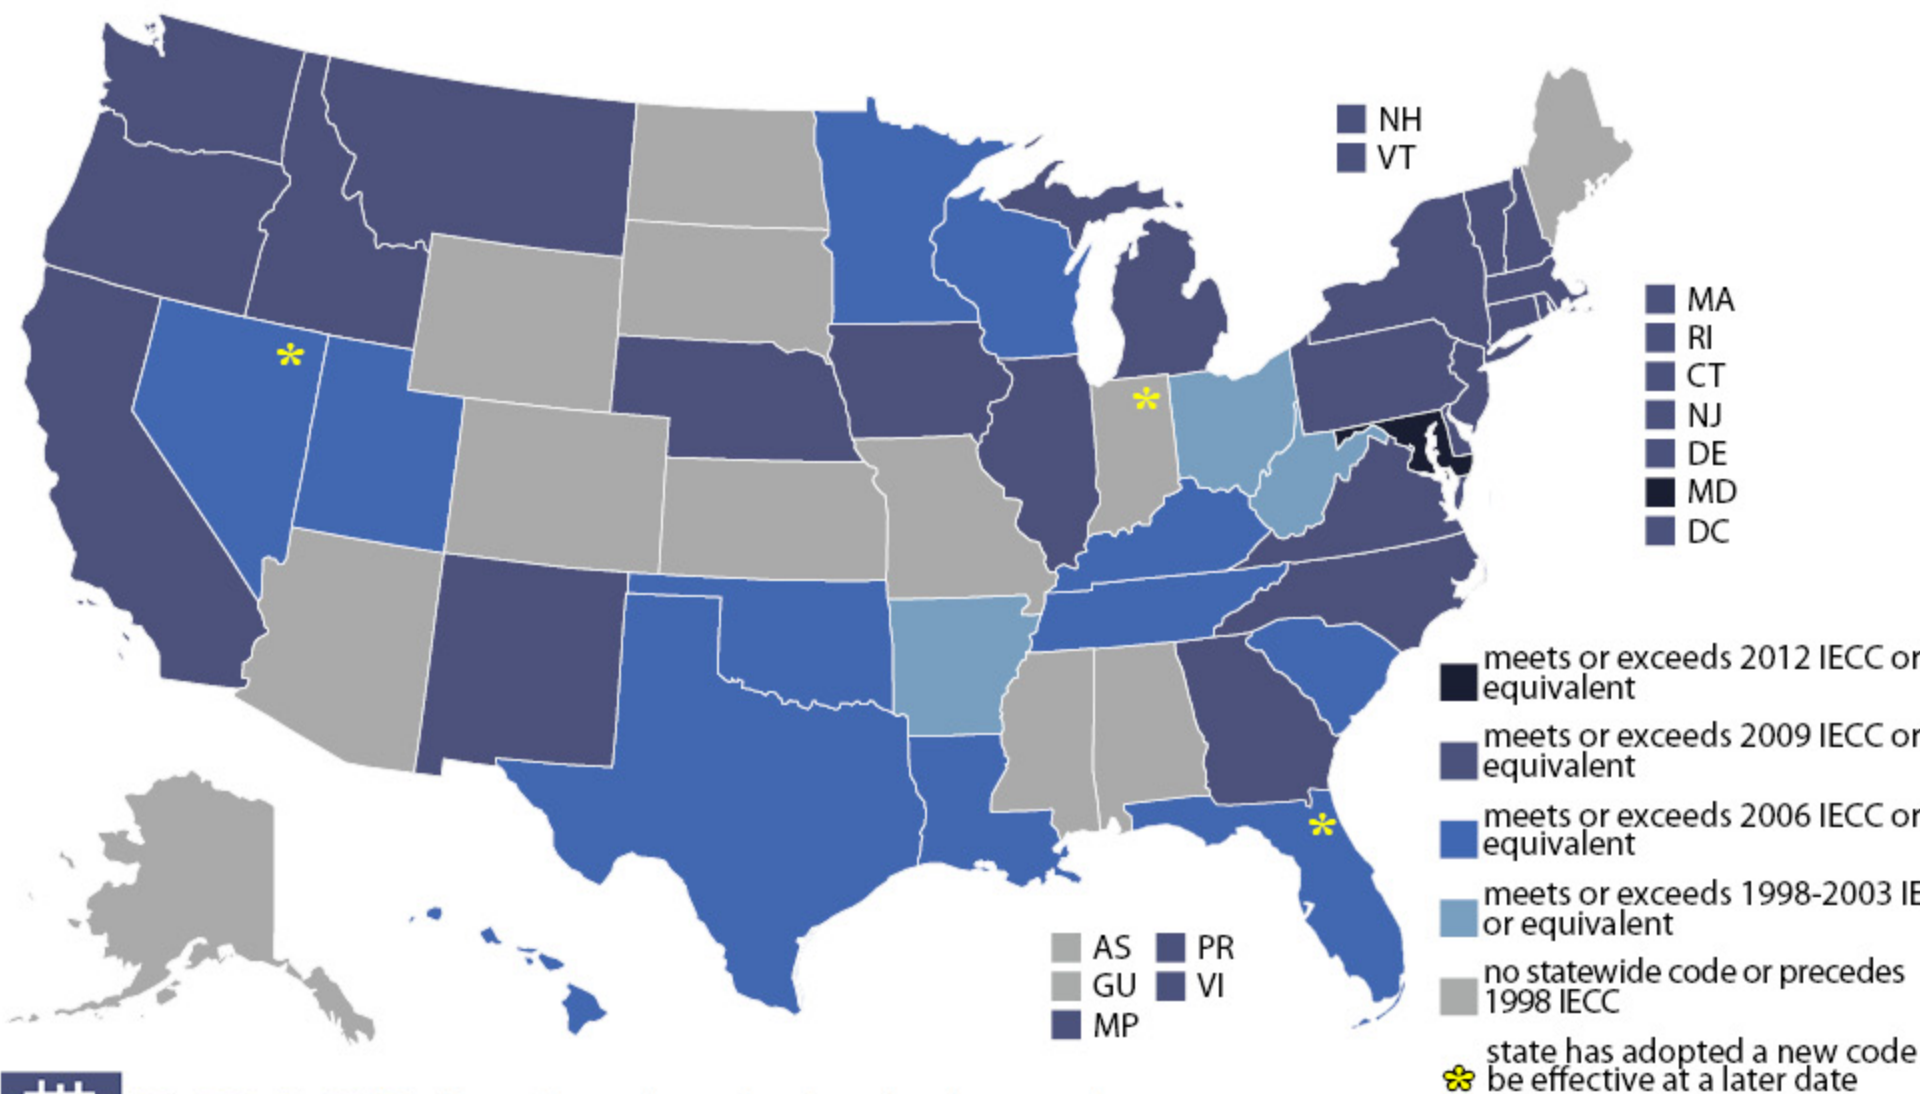 NH
VT
MA
RI
CT
NJ
DE
MD
DC
meets or exceeds 2012 IECC or
equivalent
meets or exceeds 2009 IECC or
equivalent
meets or exceeds 2006 IECC or
equivalent
meets or exceeds 1998-2003 IE
or equivalent
no statewide code or precedes
1998 IECC
state has adopted a new code
be effective at a later date
AS PR
GU VI
MP